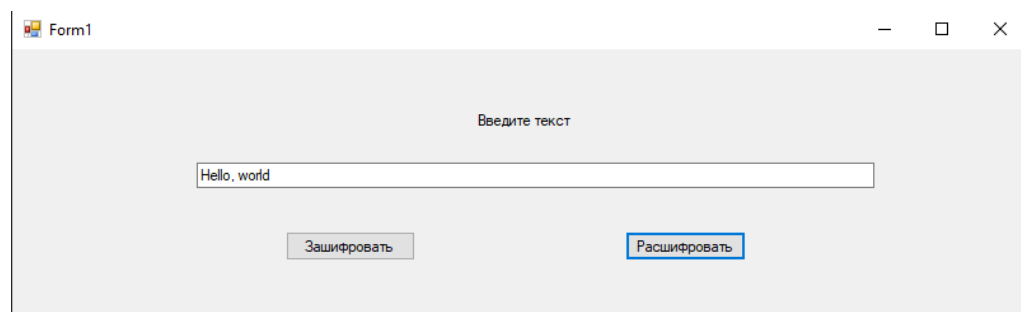 Form1
Введите текст
Hello, world
Зашифровать Расшифровать